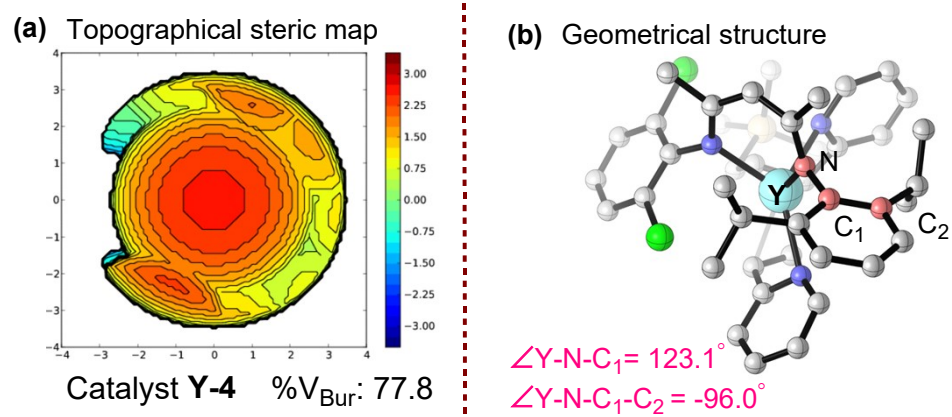 (a) Topographical steric map
4
3
2
1
0
−1
−2
−3
−4
−4 −3 −2 −1 0 1 2 3 4
3.00
2.25
1.50
0.75
0.00
−0.75
−1.50
−2.25
−3.00
Catalyst Y-4 %V_Bur: 77.8
(b) Geometrical structure
N
Y
C₁ C₂
∠Y-N-C₁= 123.1°
∠Y-N-C₁-C₂ = -96.0°